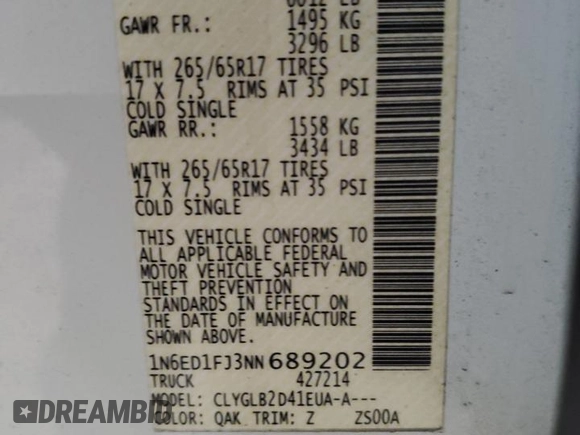 6012 LB
GAWR FR.: 1495 KG
3296 LB
WITH 265/65R17 TIRES
17 X 7.5 RIMS AT 35 PSI
COLD SINGLE
GAWR RR.: 1558 KG
3434 LB
WITH 265/65R17 TIRES
17 X 7.5 RIMS AT 35 PSI
COLD SINGLE
THIS VEHICLE CONFORMS TO
ALL APPLICABLE FEDERAL
MOTOR VEHICLE SAFETY AND
THEFT PREVENTION
STANDARDS IN EFFECT ON
THE DATE OF MANUFACTURE
SHOWN ABOVE.
1N6ED1FJ3NN689202
TRUCK 427214
MODEL: CLYGLB2D41EUA-A---
COLOR: QAK TRIM: Z ZS00A
DREAMBID